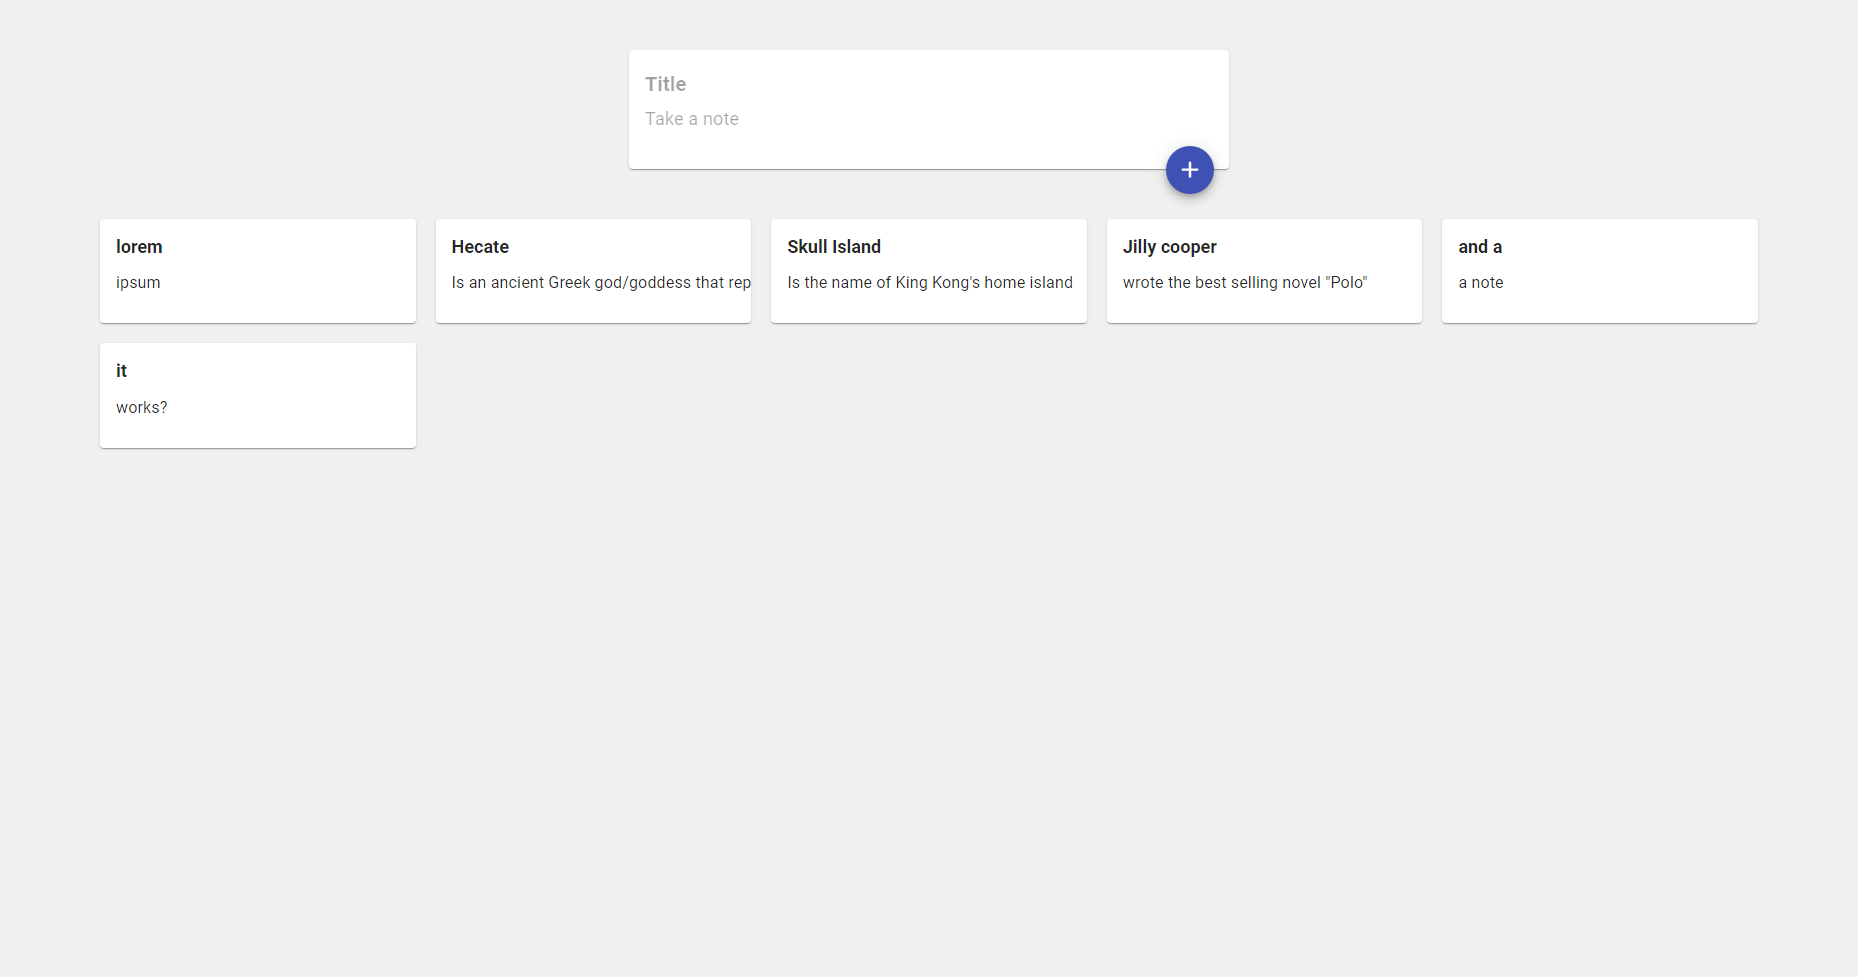 Title
Take a note
+
lorem
ipsum
Hecate
Is an ancient Greek god/goddess that rep
Skull Island
Is the name of King Kong's home island
Jilly cooper
wrote the best selling novel "Polo"
and a
a note
it
works?